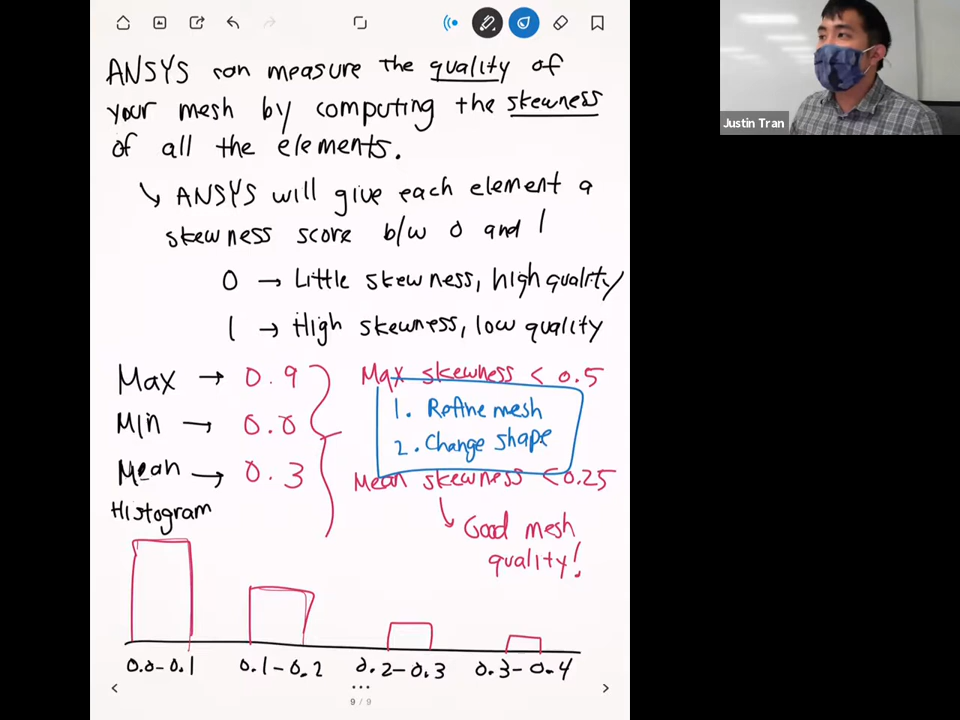 ANSYS can measure the quality of
your mesh by computing the skewness
of all the elements.
↳ ANSYS will give each element a
skewness score b/w 0 and 1
0 → Little skewness, high quality
1 → High skewness, low quality
Max → 0.9
Min → 0.0
Mean → 0.3
Max skewness < 0.5
1. Refine mesh
2. Change shape
Mean skewness < 0.25
↳ Good mesh
quality!
Histogram
0.0-0.1 0.1-0.2 0.2-0.3 0.3-0.4
9 / 9
Justin Tran